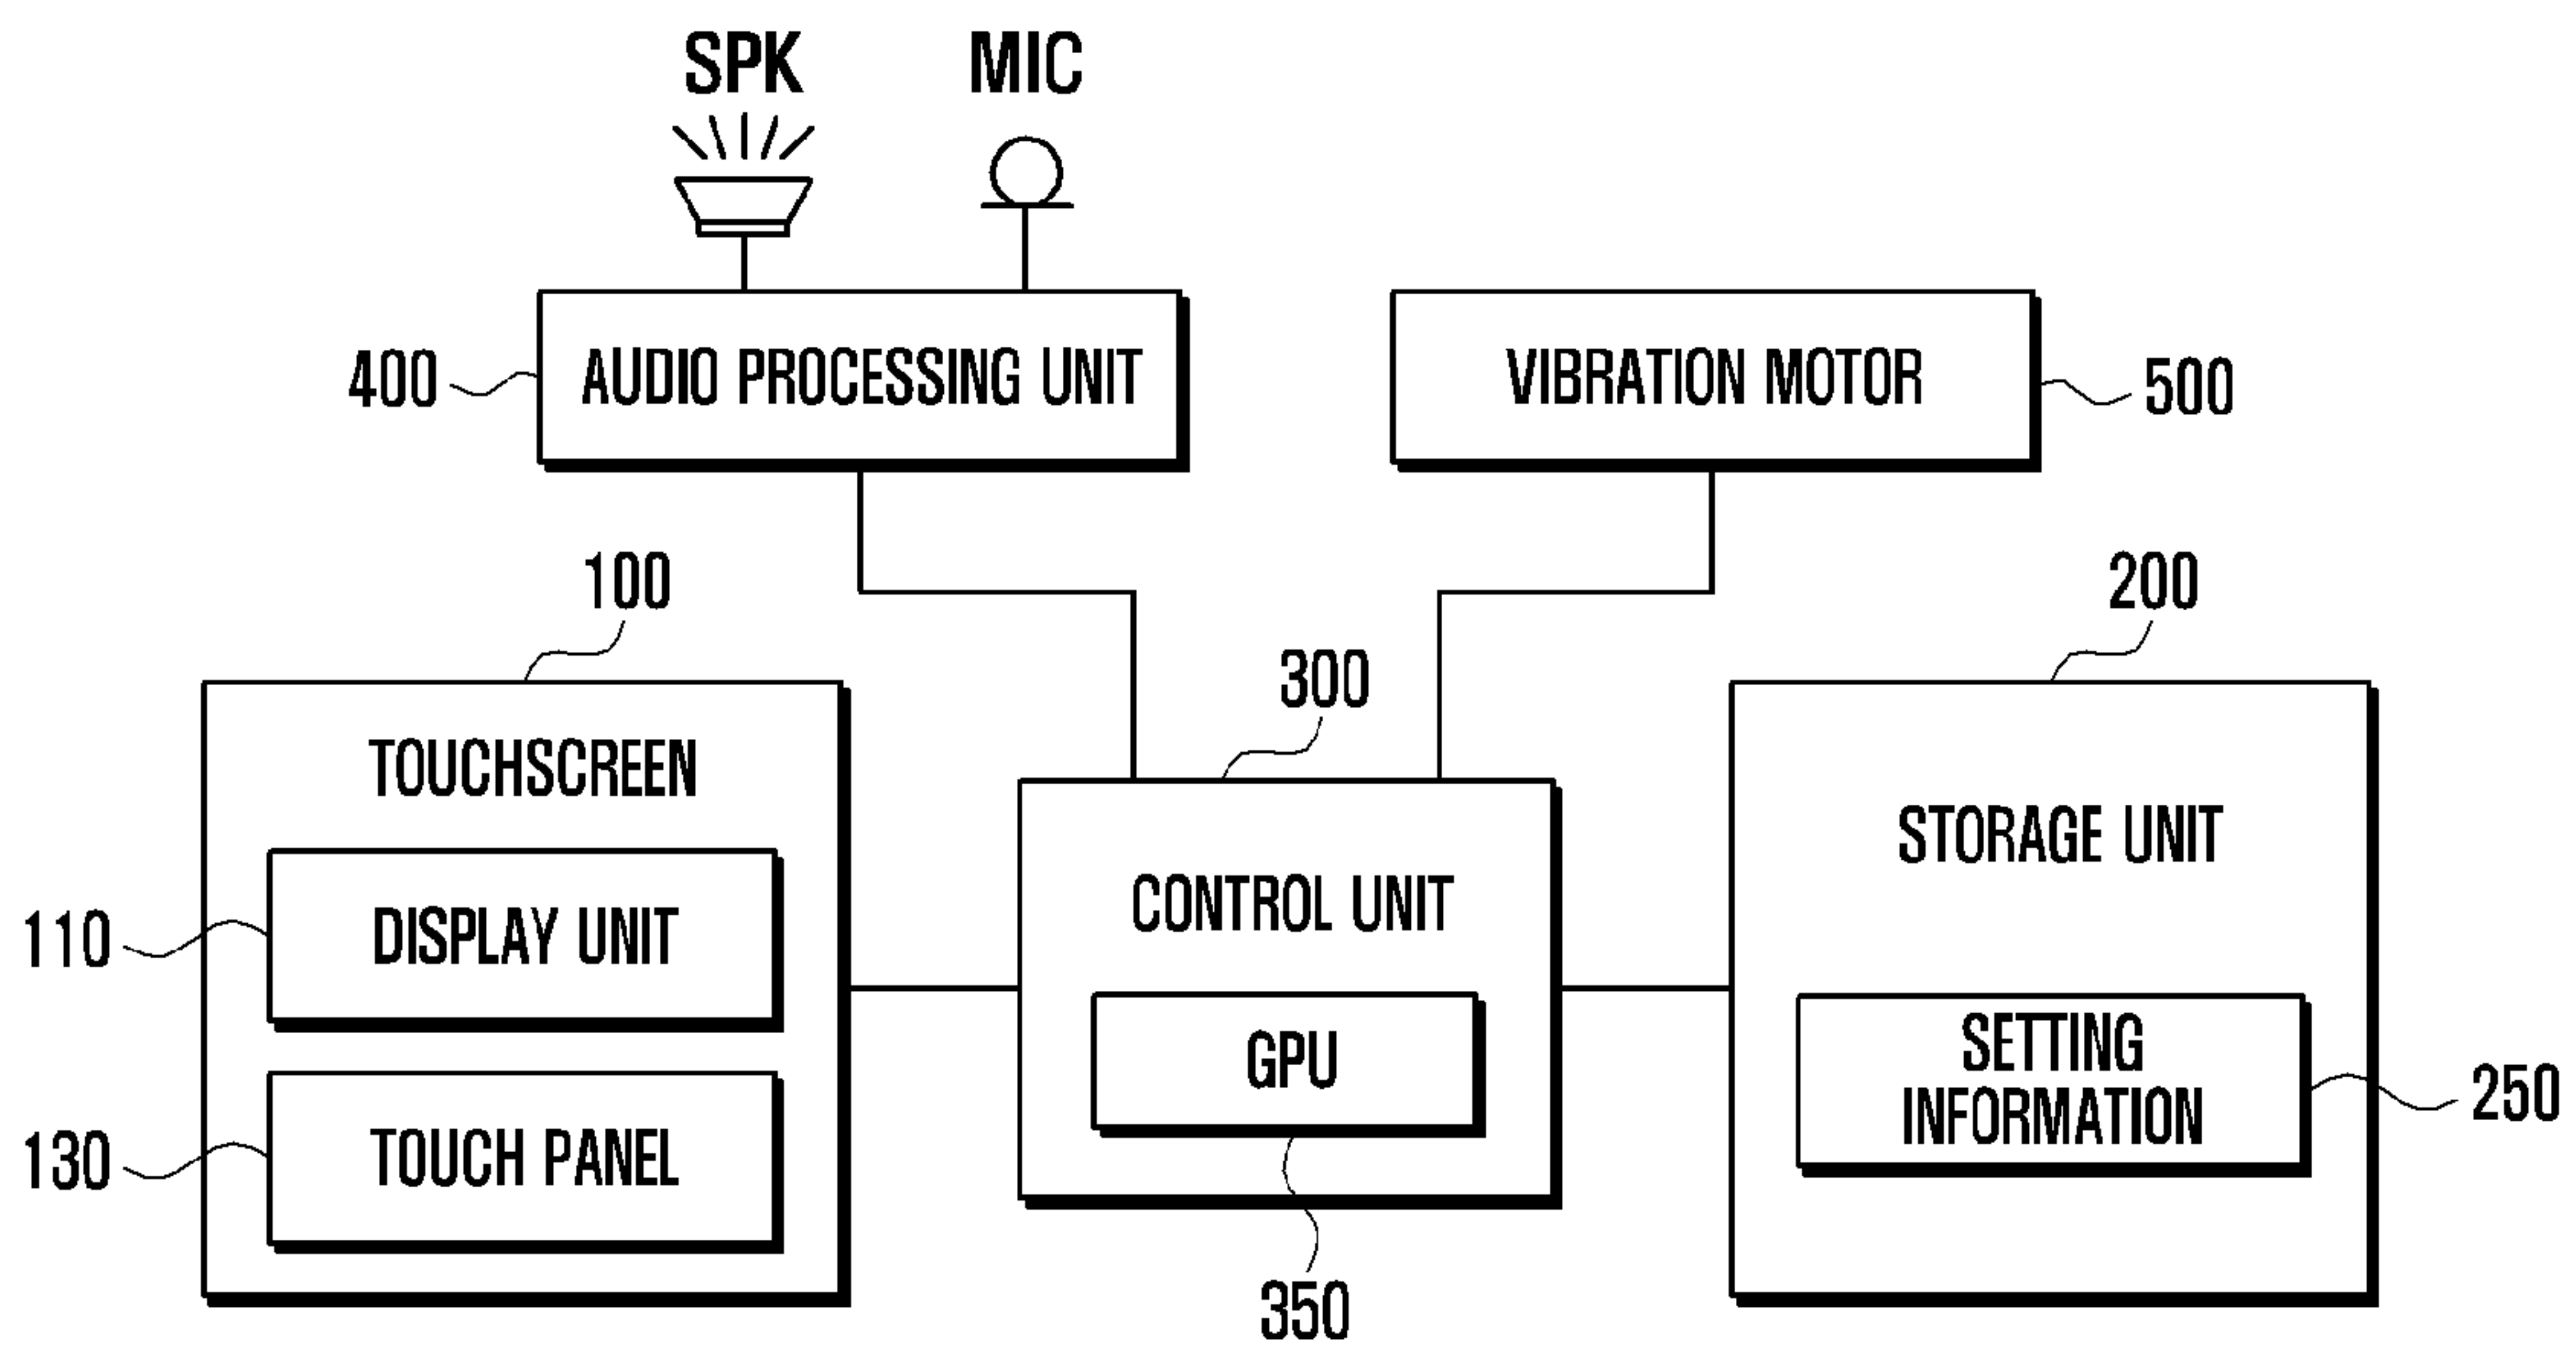 SPK
MIC
400
AUDIO PROCESSING UNIT
VIBRATION MOTOR
500
100
200
300
TOUCHSCREEN
STORAGE UNIT
CONTROL UNIT
110
DISPLAY UNIT
GPU
SETTING
INFORMATION
250
130
TOUCH PANEL
350